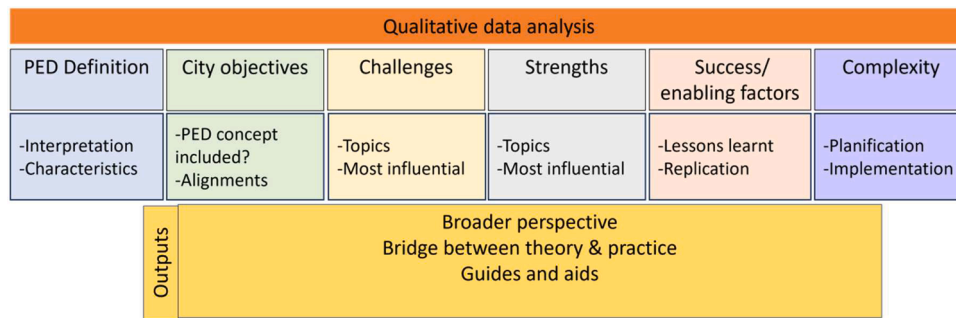 Qualitative data analysis
PED Definition
City objectives
Challenges
Strengths
Success/
enabling factors
Complexity
-Interpretation
-Characteristics
-PED concept
included?
-Alignments
-Topics
-Most influential
-Topics
-Most influential
-Lessons learnt
-Replication
-Planification
-Implementation
Outputs
Broader perspective
Bridge between theory & practice
Guides and aids